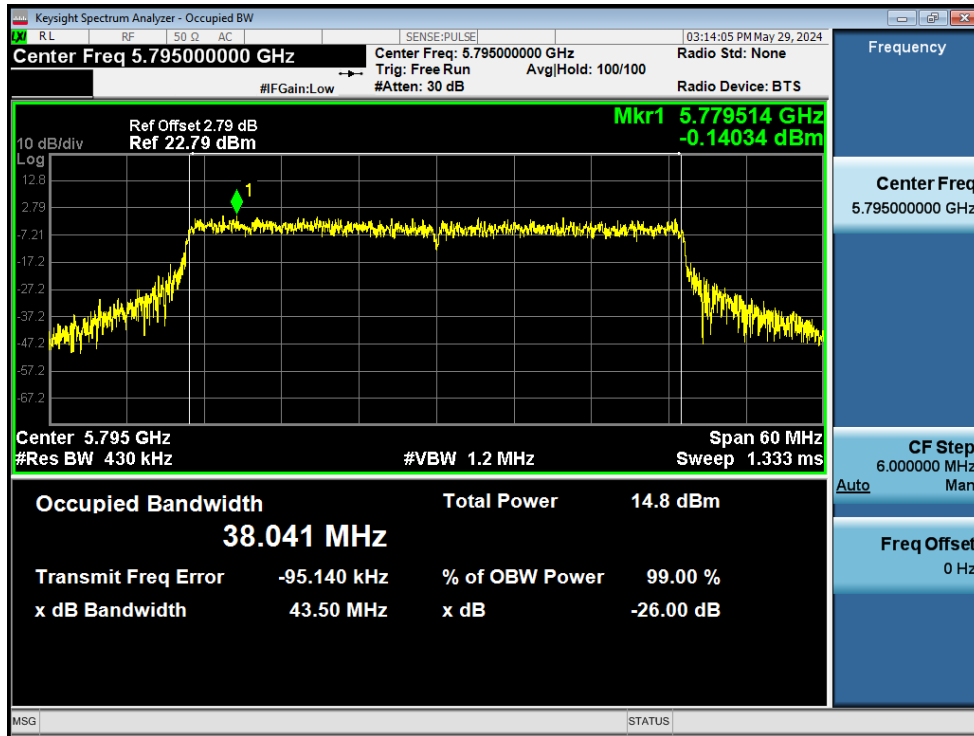 Keysight Spectrum Analyzer - Occupied BW
LXI RL RF 50 Ω AC SENSE:PULSE 03:14:05 PM May 29, 2024
Center Freq 5.795000000 GHz
Center Freq: 5.795000000 GHz Radio Std: None
Trig: Free Run Avg|Hold: 100/100
#IFGain:Low #Atten: 30 dB Radio Device: BTS
Mkr1 5.779514 GHz
-0.14034 dBm
Ref Offset 2.79 dB
10 dB/div Ref 22.79 dBm
Log
12.8
1
2.79
-7.21
-17.2
-27.2
-37.2
-47.2
-57.2
-67.2
Center 5.795 GHz Span 60 MHz
#Res BW 430 kHz #VBW 1.2 MHz Sweep 1.333 ms
Occupied Bandwidth Total Power 14.8 dBm
38.041 MHz
Transmit Freq Error -95.140 kHz % of OBW Power 99.00 %
x dB Bandwidth 43.50 MHz x dB -26.00 dB
MSG STATUS
Frequency
Center Freq
5.795000000 GHz
CF Step
6.000000 MHz
Auto Man
Freq Offset
0 Hz